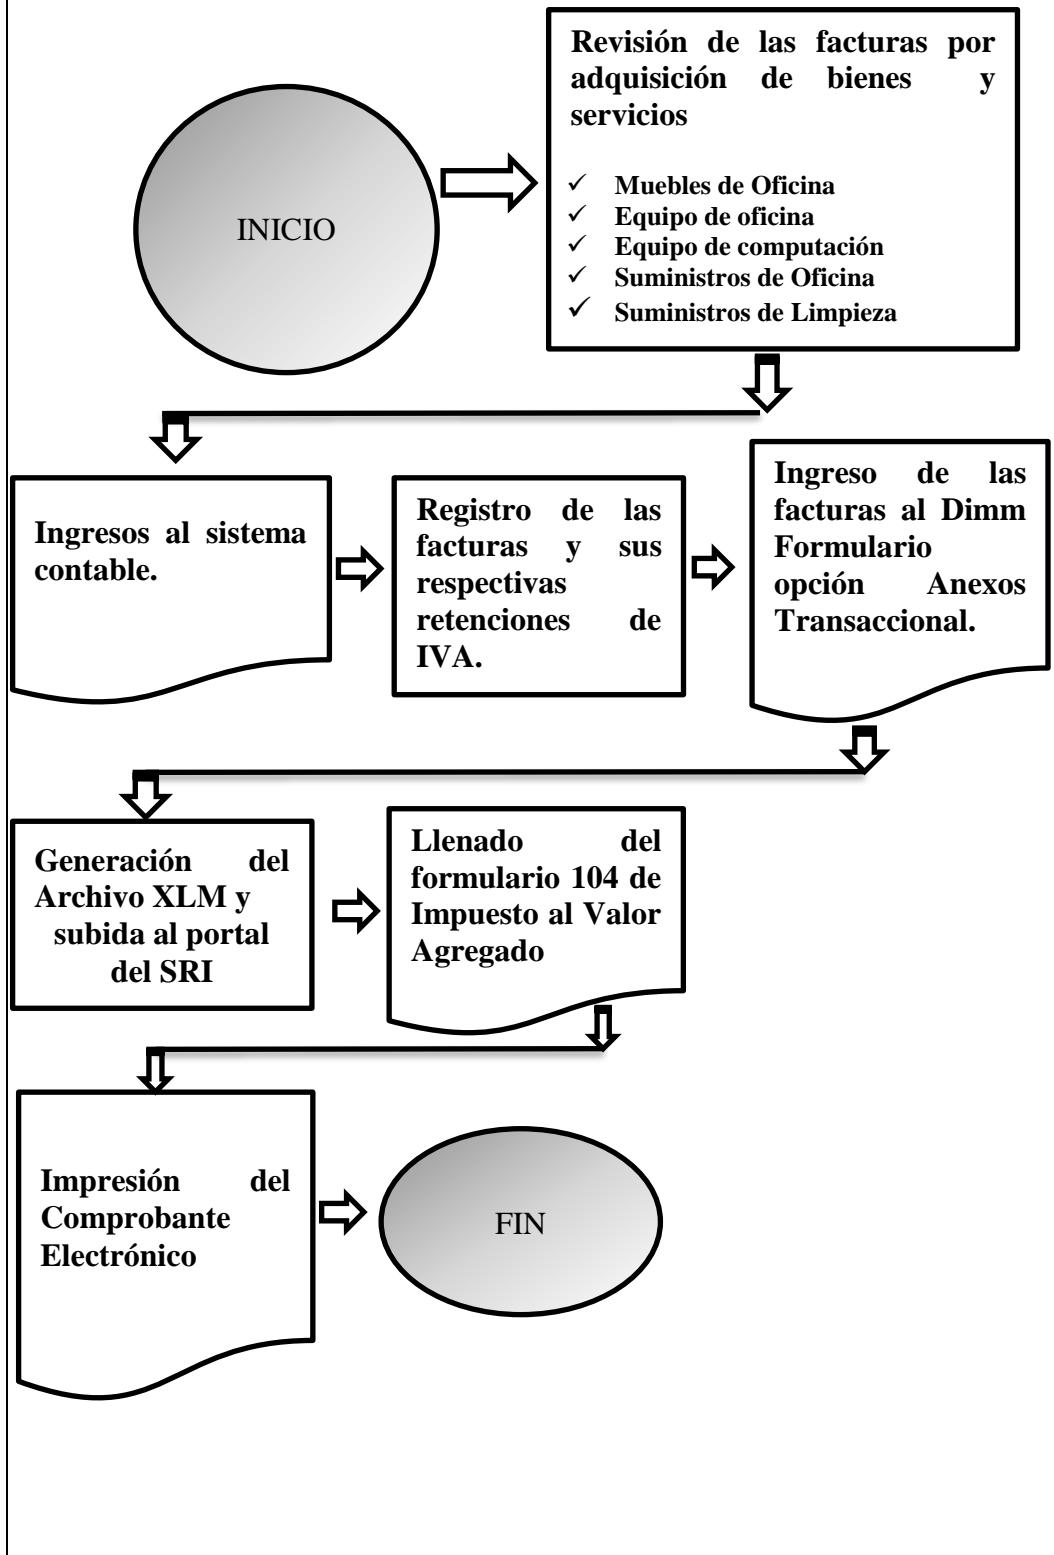 INICIO
Revisión de las facturas por
adquisición de bienes y
servicios
✓ Muebles de Oficina
✓ Equipo de oficina
✓ Equipo de computación
✓ Suministros de Oficina
✓ Suministros de Limpieza
Ingresos al sistema
contable.
Registro de las
facturas y sus
respectivas
retenciones de
IVA.
Ingreso de las
facturas al Dimm
Formulario
opción Anexos
Transaccional.
Generación del
Archivo XLM y
subida al portal
del SRI
Llenado del
formulario 104 de
Impuesto al Valor
Agregado
Impresión del
Comprobante
Electrónico
FIN